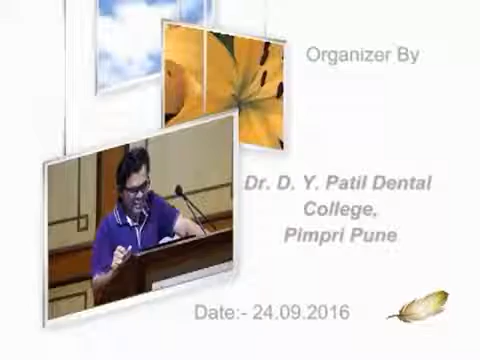 Organizer By
Dr. D. Y. Patil Dental
College,
Pimpri Pune
Date:- 24.09.2016